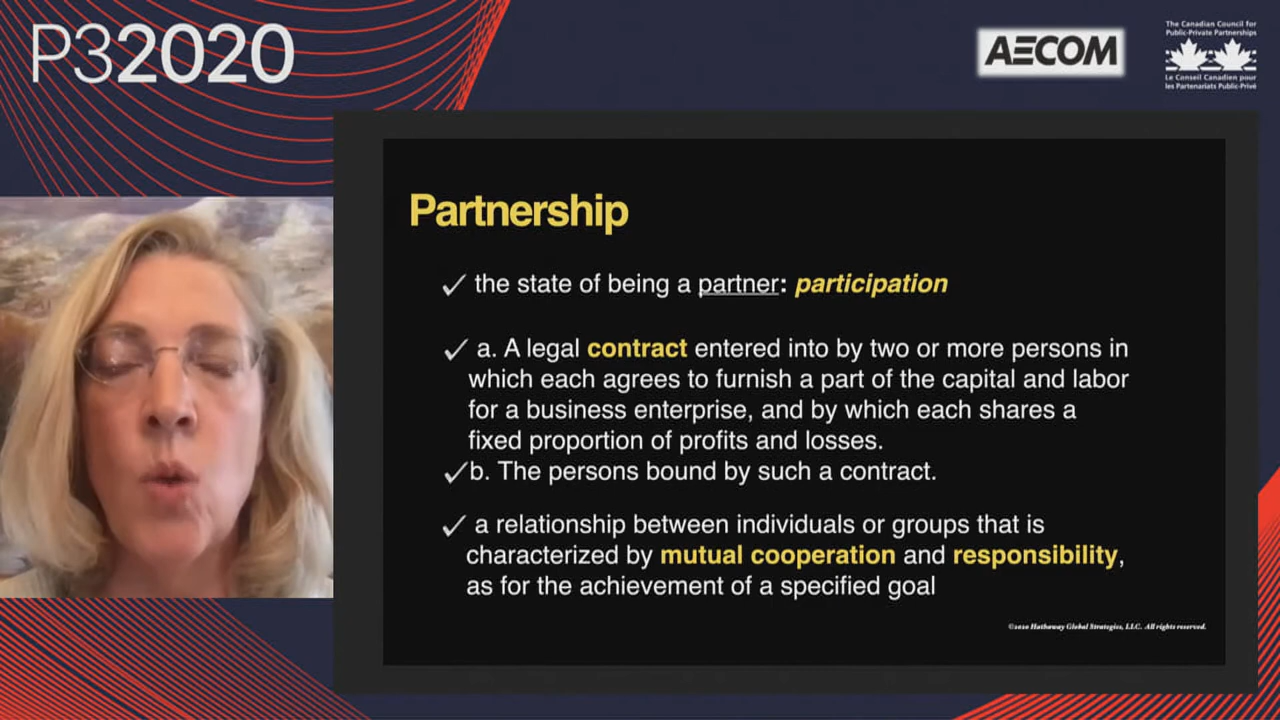 P32020
AECOM
The Canadian Council for
Public-Private Partnerships
Le Conseil Canadien pour
les Partenariats Public-Privé
Partnership
✓ the state of being a partner: participation
✓ a. A legal contract entered into by two or more persons in
which each agrees to furnish a part of the capital and labor
for a business enterprise, and by which each shares a
fixed proportion of profits and losses.
✓b. The persons bound by such a contract.
✓ a relationship between individuals or groups that is
characterized by mutual cooperation and responsibility,
as for the achievement of a specified goal
©2020 Hathaway Global Strategies, LLC. All rights reserved.